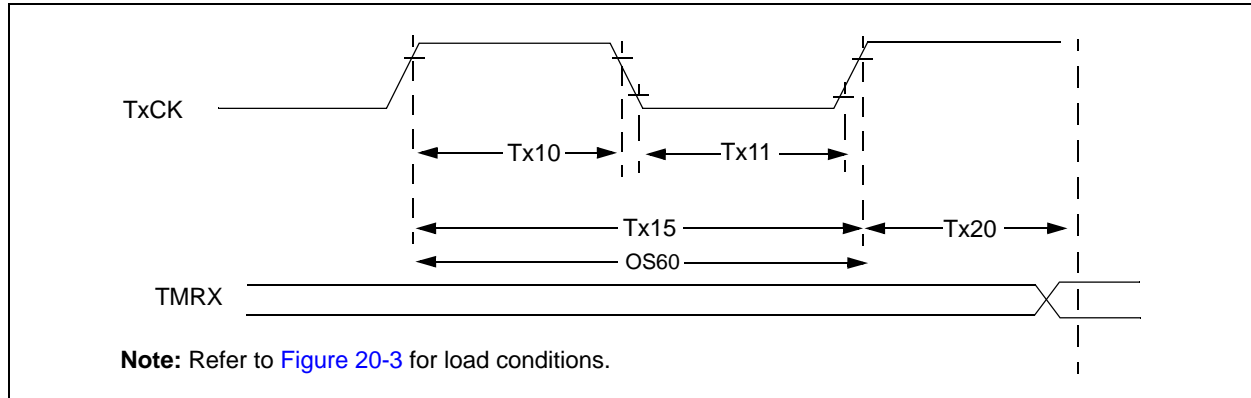 TxCK
Tx10
Tx11
Tx15
Tx20
OS60
TMRX
Note: Refer to Figure 20-3 for load conditions.